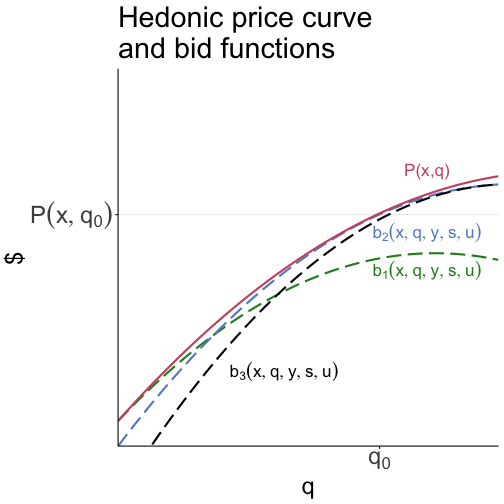 Hedonic price curve
and bid functions
P(x,q)
P(x, q₀)
b₂(x, q, y, s, u)
$
b₁(x, q, y, s, u)
b₃(x, q, y, s, u)
q₀
q